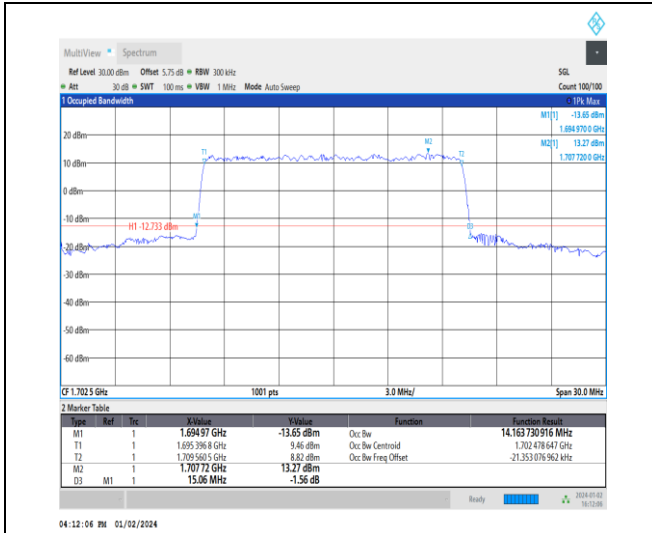 MultiView Spectrum
Ref Level 30.00 dBm Offset 5.75 dB RBW 300 kHz SGL
Att 30 dB SWT 100 ms VBW 1 MHz Mode Auto Sweep Count 100/100
1 Occupied Bandwidth 1Pk Max
M1[1] -13.65 dBm
1.694 970 0 GHz
M2[1] 13.27 dBm
1.707 720 0 GHz
20 dBm
M2
T1 T2
10 dBm
0 dBm
-10 dBm
M1
H1 -12.733 dBm
D3
-20 dBm
-30 dBm
-40 dBm
-50 dBm
-60 dBm
CF 1.702 5 GHz 1001 pts 3.0 MHz/ Span 30.0 MHz
2 Marker Table
Type Ref Trc X-Value Y-Value Function Function Result
M1 1 1.694 97 GHz -13.65 dBm Occ Bw 14.163 730 916 MHz
T1 1 1.695 396 8 GHz 9.46 dBm Occ Bw Centroid 1.702 478 647 GHz
T2 1 1.709 560 5 GHz 8.82 dBm Occ Bw Freq Offset -21.353 076 962 kHz
M2 1 1.707 72 GHz 13.27 dBm
D3 M1 1 15.06 MHz -1.56 dB
Ready 2024-01-02
16:12:06
04:12:06 PM 01/02/2024